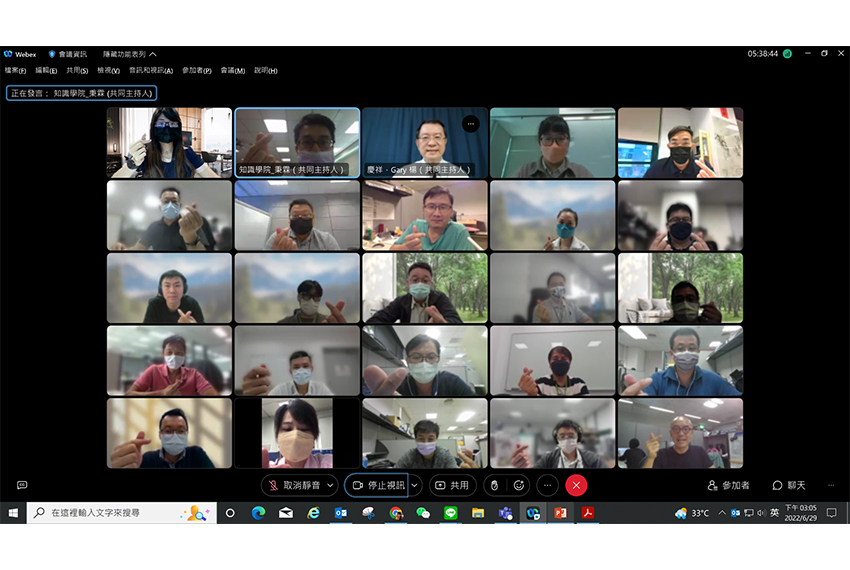 Webex 會議資訊 隱藏功能表列 05:38:44
檔案(F) 編輯(E) 共用(S) 檢視(V) 音訊和視訊(A) 參加者(P) 會議(M) 說明(H)
正在發言： 知識學院_秉霖 (共同主持人)
知識學院_秉霖 (共同主持人)
慶祥・Gary 楊 (共同主持人)
取消靜音 停止視訊 共用 參加者 聊天
在這裡輸入文字來搜尋 33°C 英 下午 03:05
2022/6/29